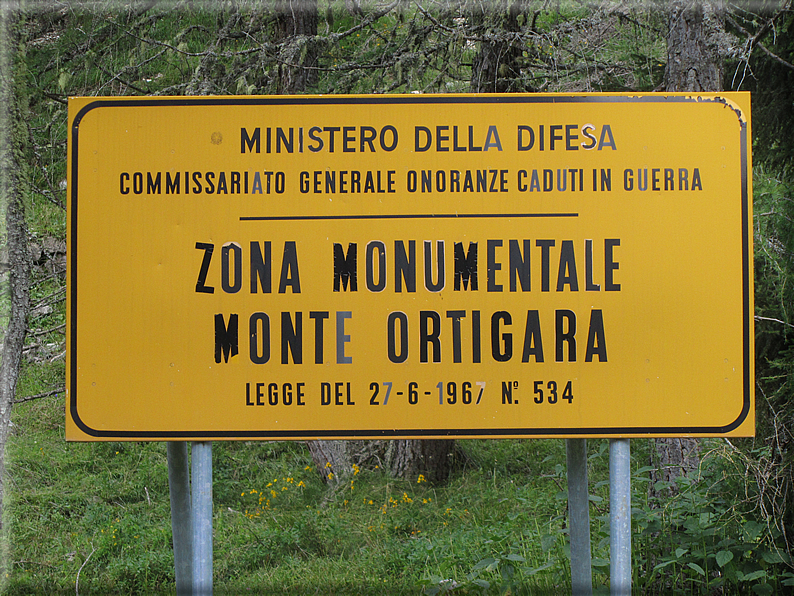 MINISTERO DELLA DIFESA
COMMISSARIATO GENERALE ONORANZE CADUTI IN GUERRA
ZONA MONUMENTALE
MONTE ORTIGARA
LEGGE DEL 27-6-1967 Nº 534